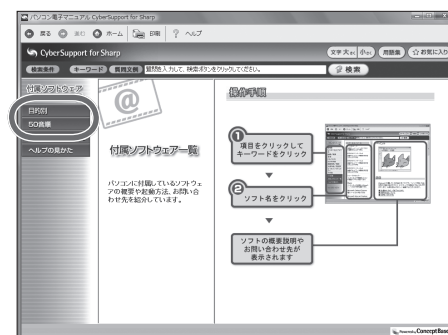 パソコン電子マニュアル CyberSupport for Sharp
戻る 進む ホーム 印刷 ヘルプ
CyberSupport for Sharp
文字 大きく 小さく 用語集 お気に入り
検索条件 キーワード 質問文例 質問を入力して、検索ボタンをクリックしてください。 検索
付属ソフトウェア
目的別
50音順
ヘルプの見かた
@
付属ソフトウェア一覧
パソコンに付属しているソフトウェ
アの概要や起動方法、お問い合
わせ先を紹介しています。
操作手順
1
項目をクリックして
キーワードをクリック
2
ソフト名をクリック
ソフトの概要説明や
お問い合わせ先が
表示されます
ConceptBase